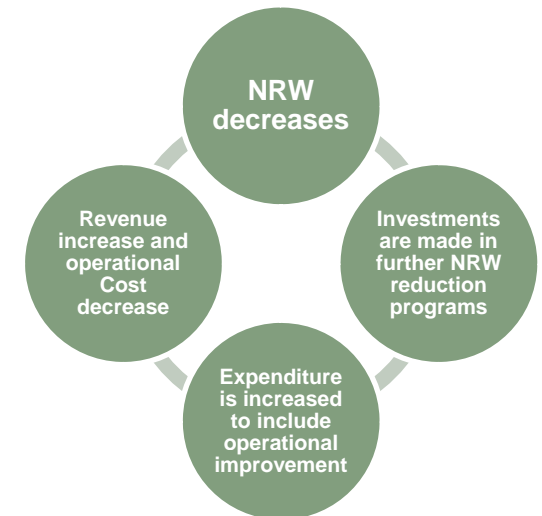 NRW
decreases
Investments
are made in
further NRW
reduction
programs
Expenditure
is increased
to include
operational
improvement
Revenue
increase and
operational
Cost
decrease